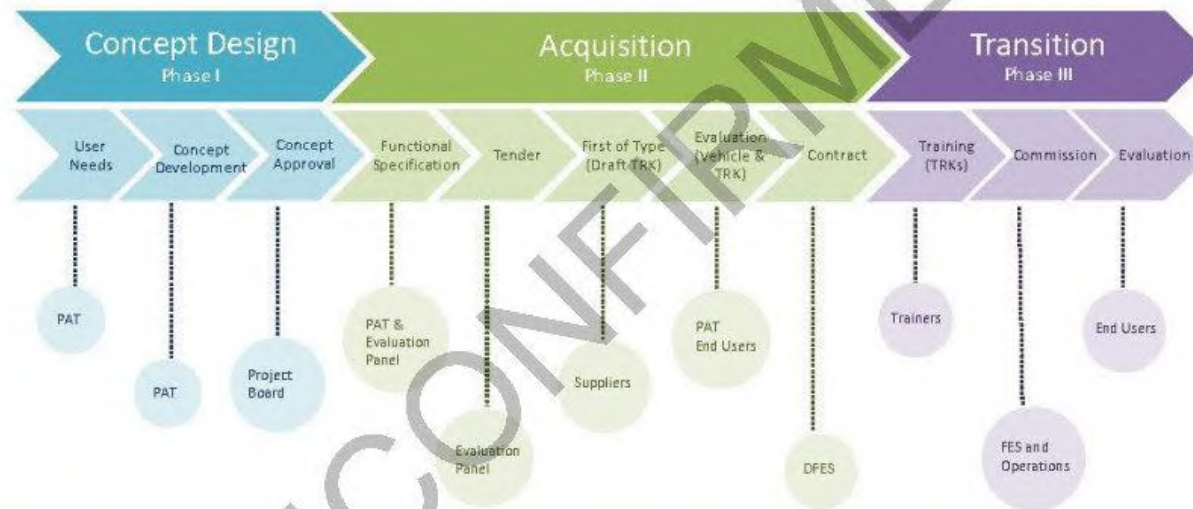 Concept Design
Phase I
Acquisition
Phase II
Transition
Phase III
User
Needs
Concept
Development
Concept
Approval
Functional
Specification
Tender
First of Type
(Draft TRK)
Evaluation
(Vehicle &
TRK)
Contract
Training
(TRKs)
Commission
Evaluation
PAT
PAT
Project
Board
PAT &
Evaluation
Panel
Evaluation
Panel
Suppliers
PAT
End Users
DFES
Trainers
FES and
Operations
End Users
CONFIRME